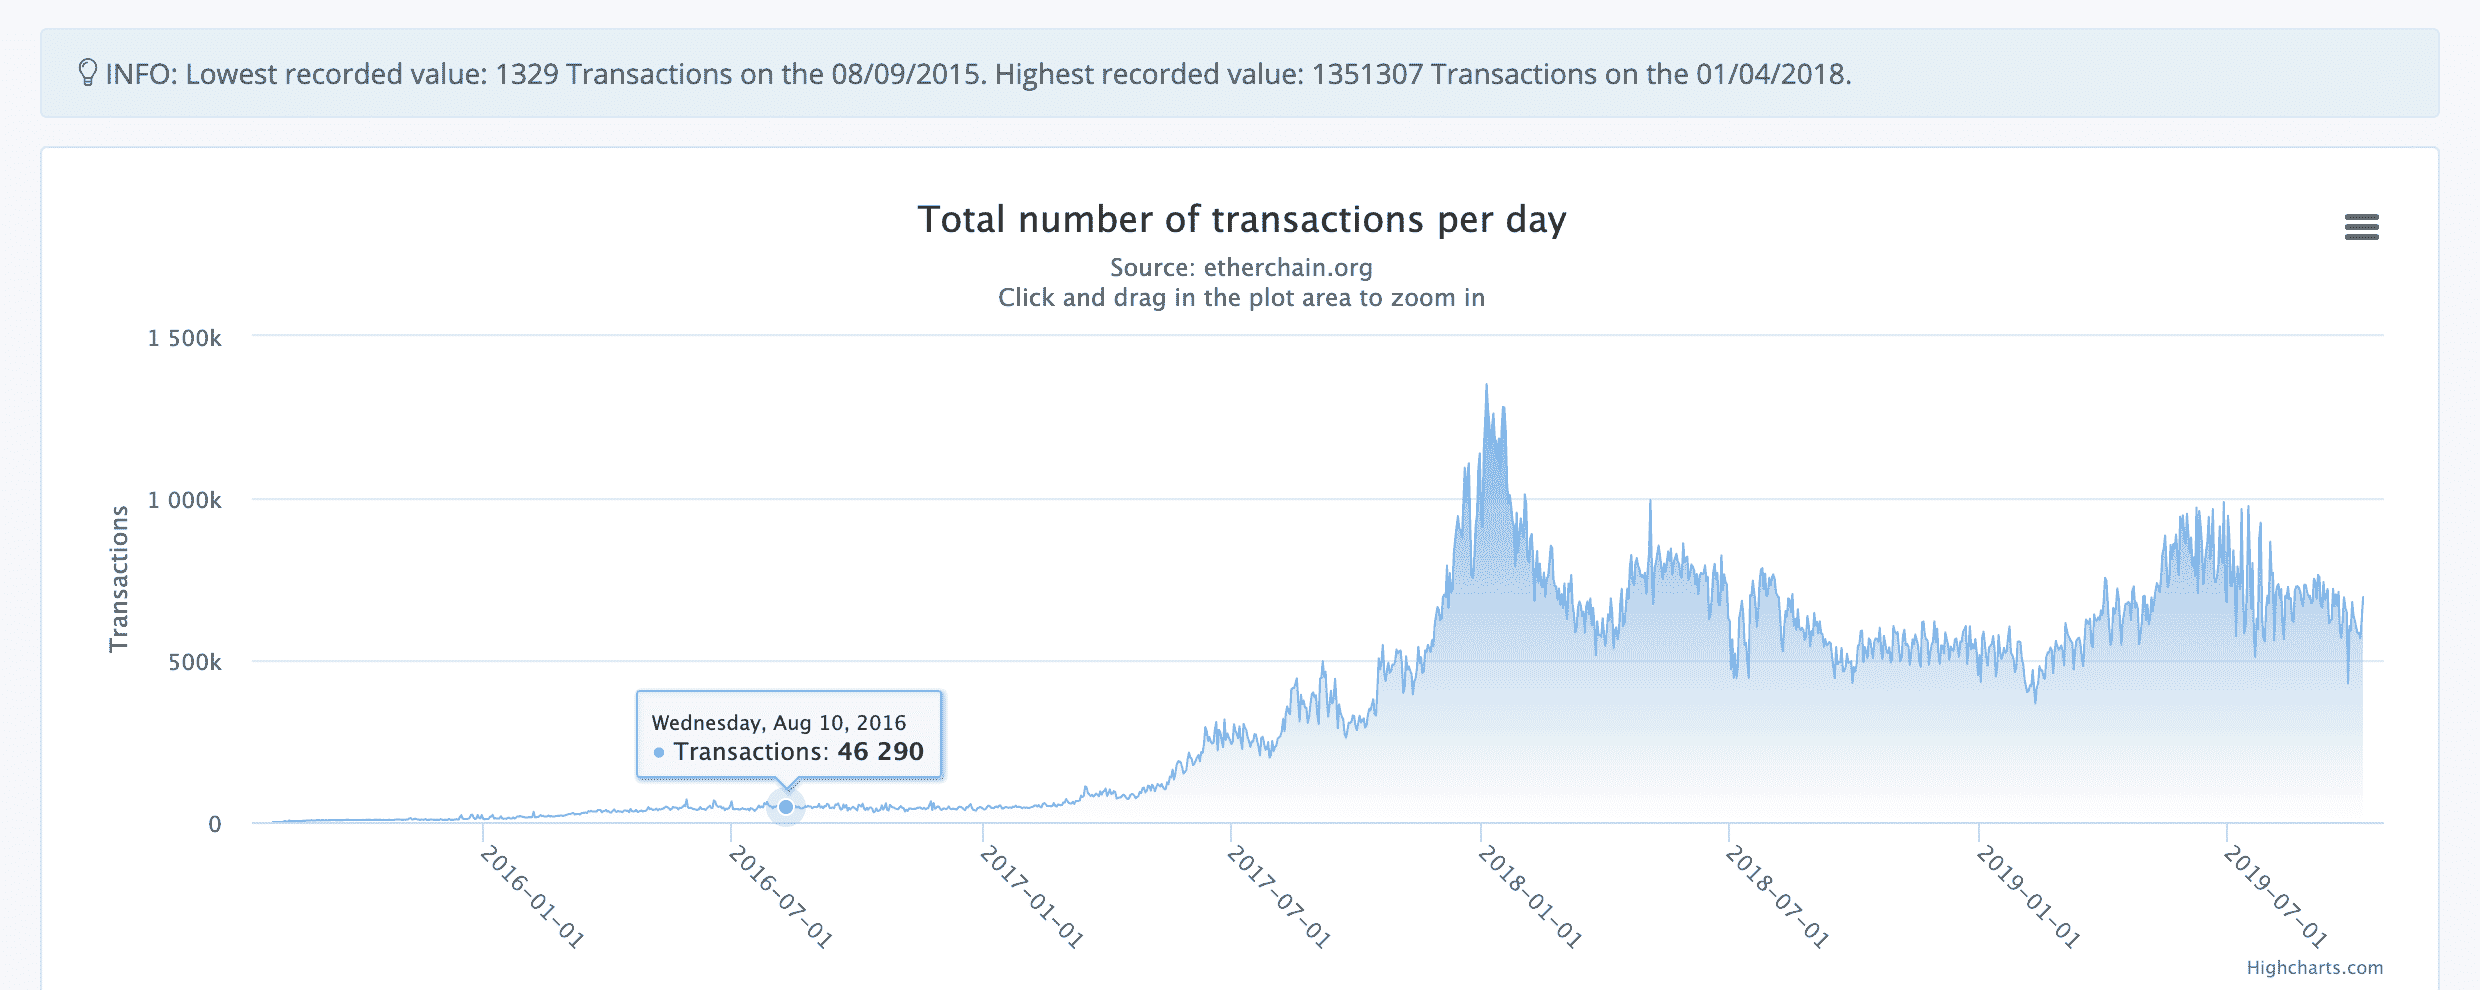 INFO: Lowest recorded value: 1329 Transactions on the 08/09/2015. Highest recorded value: 1351307 Transactions on the 01/04/2018.
Total number of transactions per day
Source: etherchain.org
Click and drag in the plot area to zoom in
Transactions
1 500k
1 000k
500k
0
Wednesday, Aug 10, 2016
Transactions: 46 290
2016-01-01
2016-07-01
2017-01-01
2017-07-01
2018-01-01
2018-07-01
2019-01-01
2019-07-01
Highcharts.com